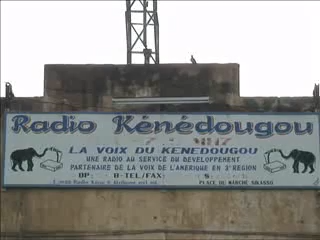 Radio Kénédougou
LA VOIX DU KENEDOUGOU
UNE RADIO AU SERVICE DU DEVELOPPEMENT
PARTENAIRE DE LA VOIX DE L'AMERIQUE EN 3e REGION
BP: B-TEL/FAX:
PLACE DU MARCHÉ SIKASSO